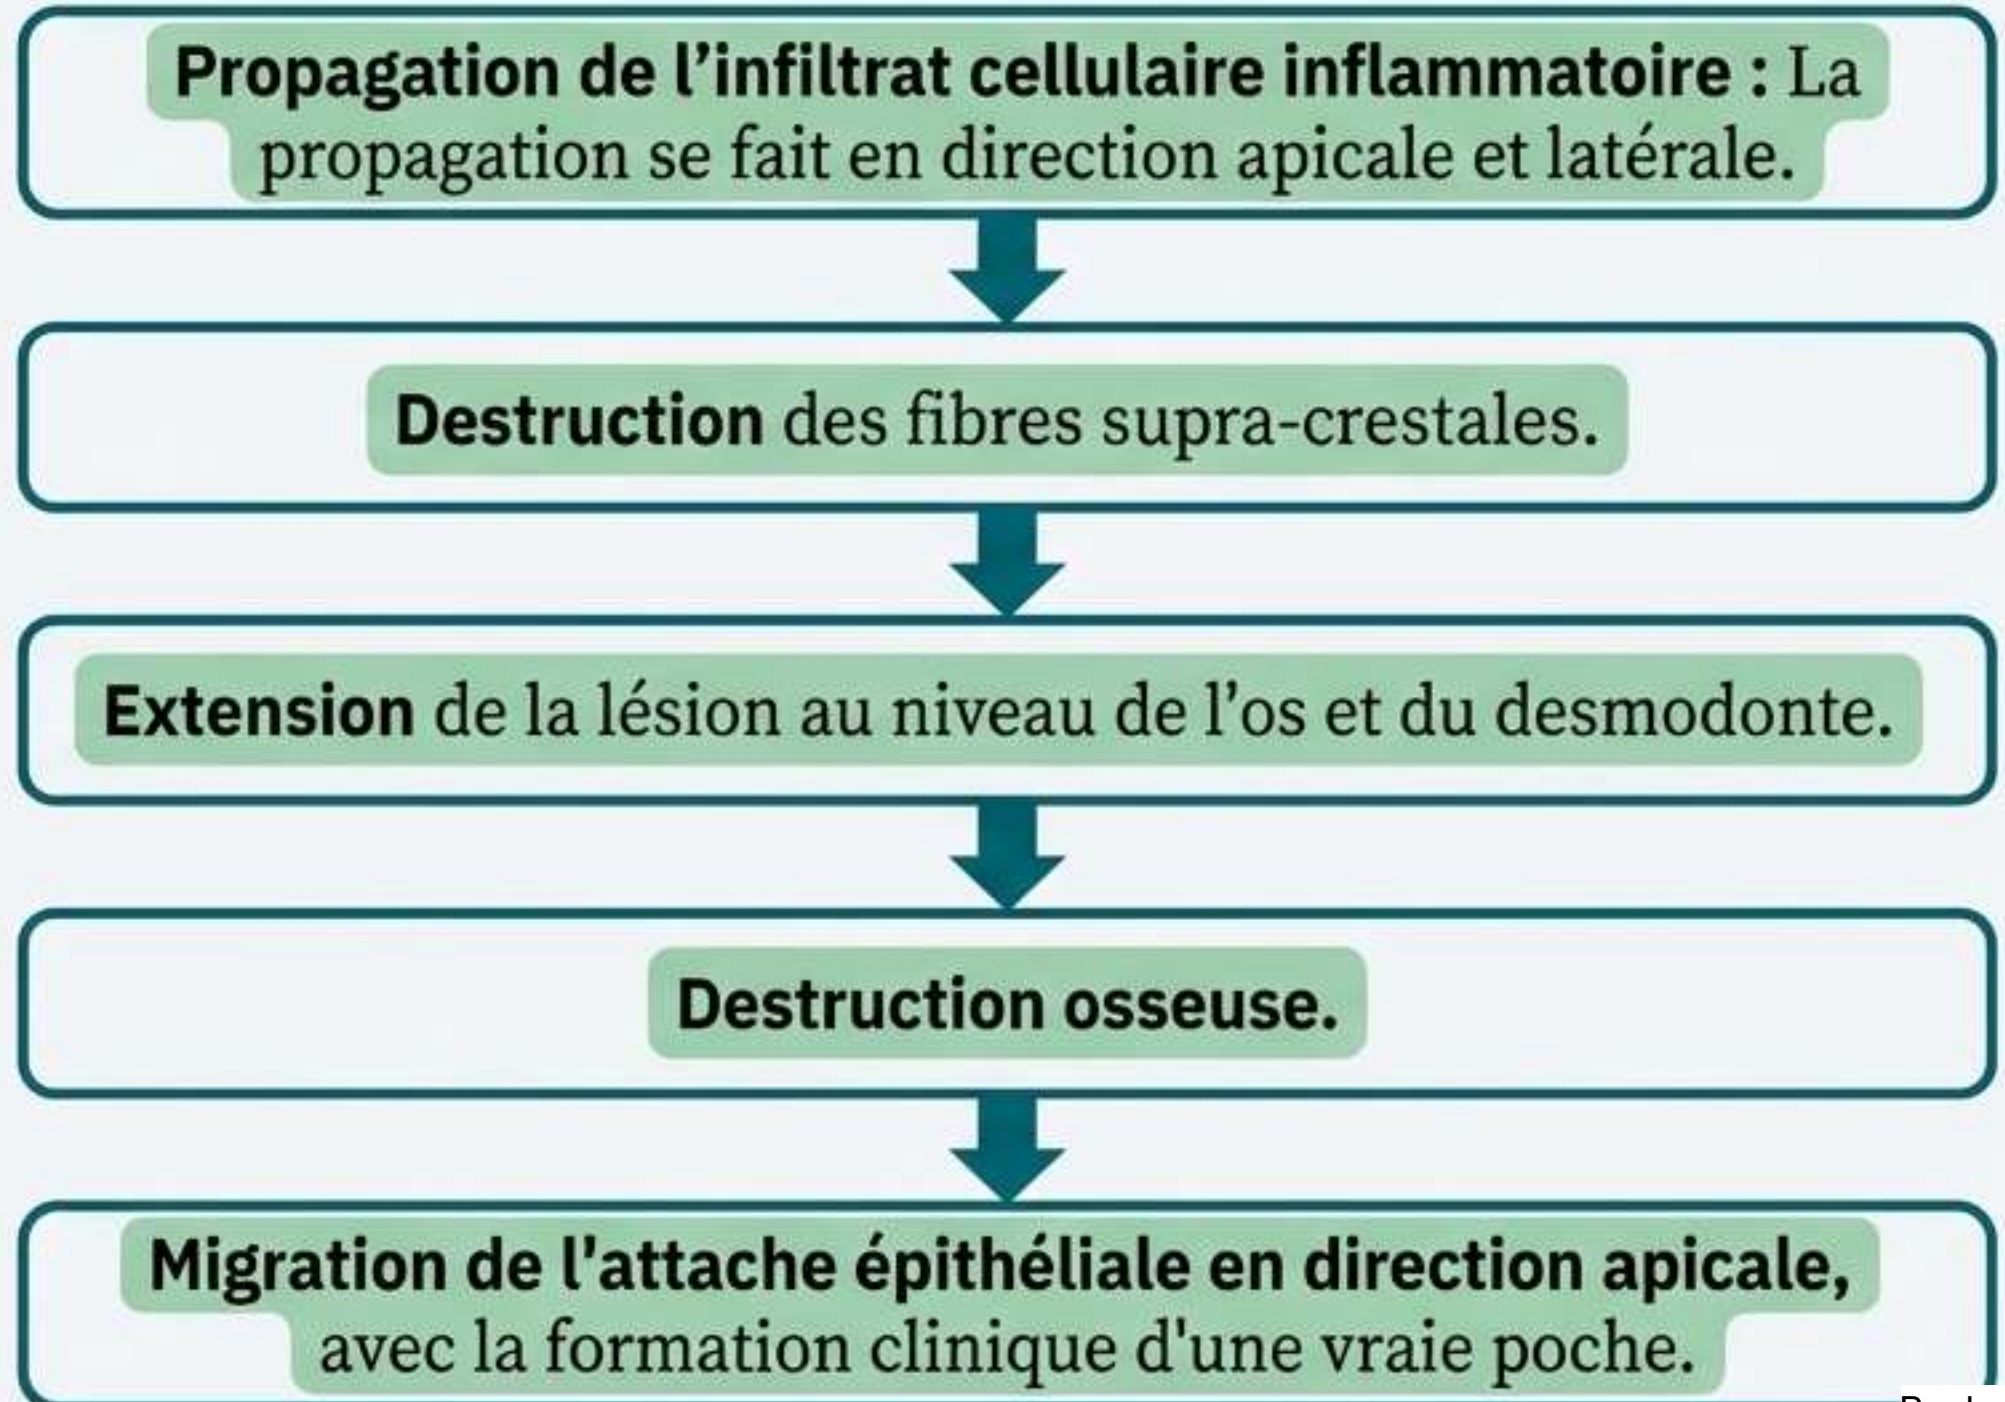 Propagation de l’infiltrat cellulaire inflammatoire : La
propagation se fait en direction apicale et latérale.
Destruction des fibres supra-crestales.
Extension de la lésion au niveau de l’os et du desmodonte.
Destruction osseuse.
Migration de l'attache épithéliale en direction apicale,
avec la formation clinique d'une vraie poche.